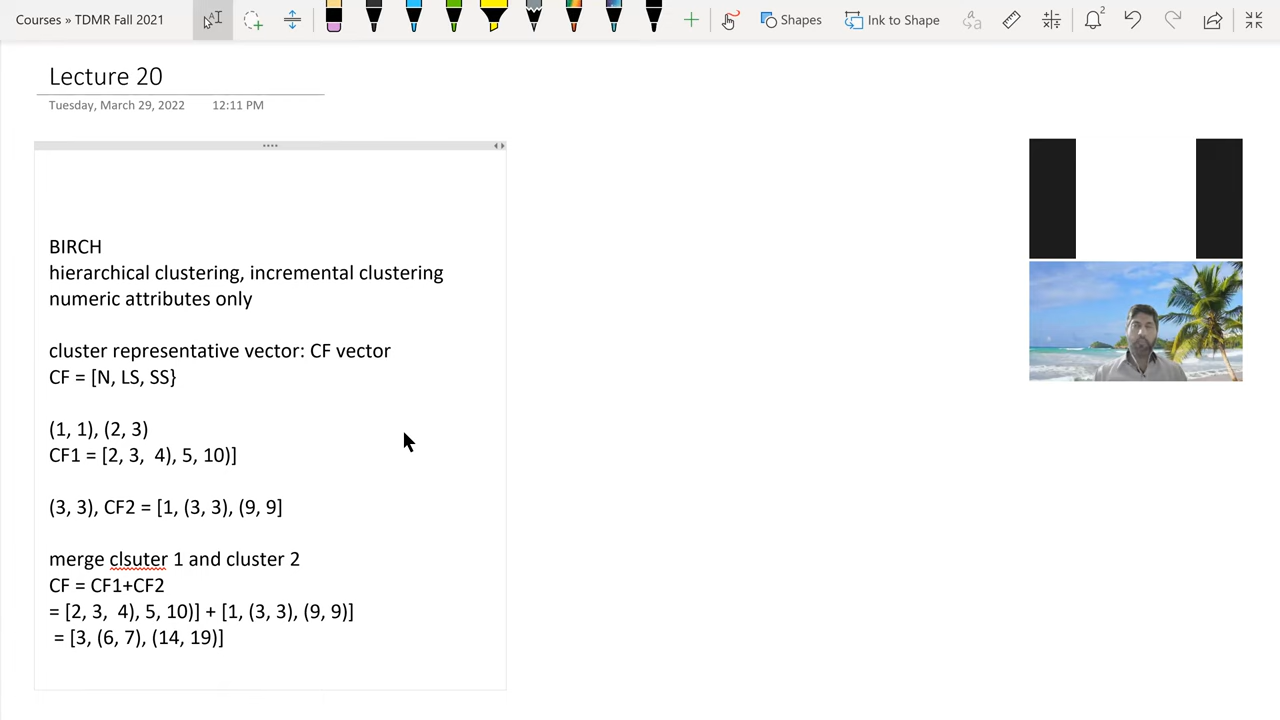 Courses » TDMR Fall 2021
Shapes
Ink to Shape
2
Lecture 20
Tuesday, March 29, 2022 12:11 PM
BIRCH
hierarchical clustering, incremental clustering
numeric attributes only
cluster representative vector: CF vector
CF = [N, LS, SS}
(1, 1), (2, 3)
CF1 = [2, 3,  4), 5, 10)]
(3, 3), CF2 = [1, (3, 3), (9, 9]
merge clsuter 1 and cluster 2
CF = CF1+CF2
= [2, 3,  4), 5, 10)] + [1, (3, 3), (9, 9)]
= [3, (6, 7), (14, 19)]